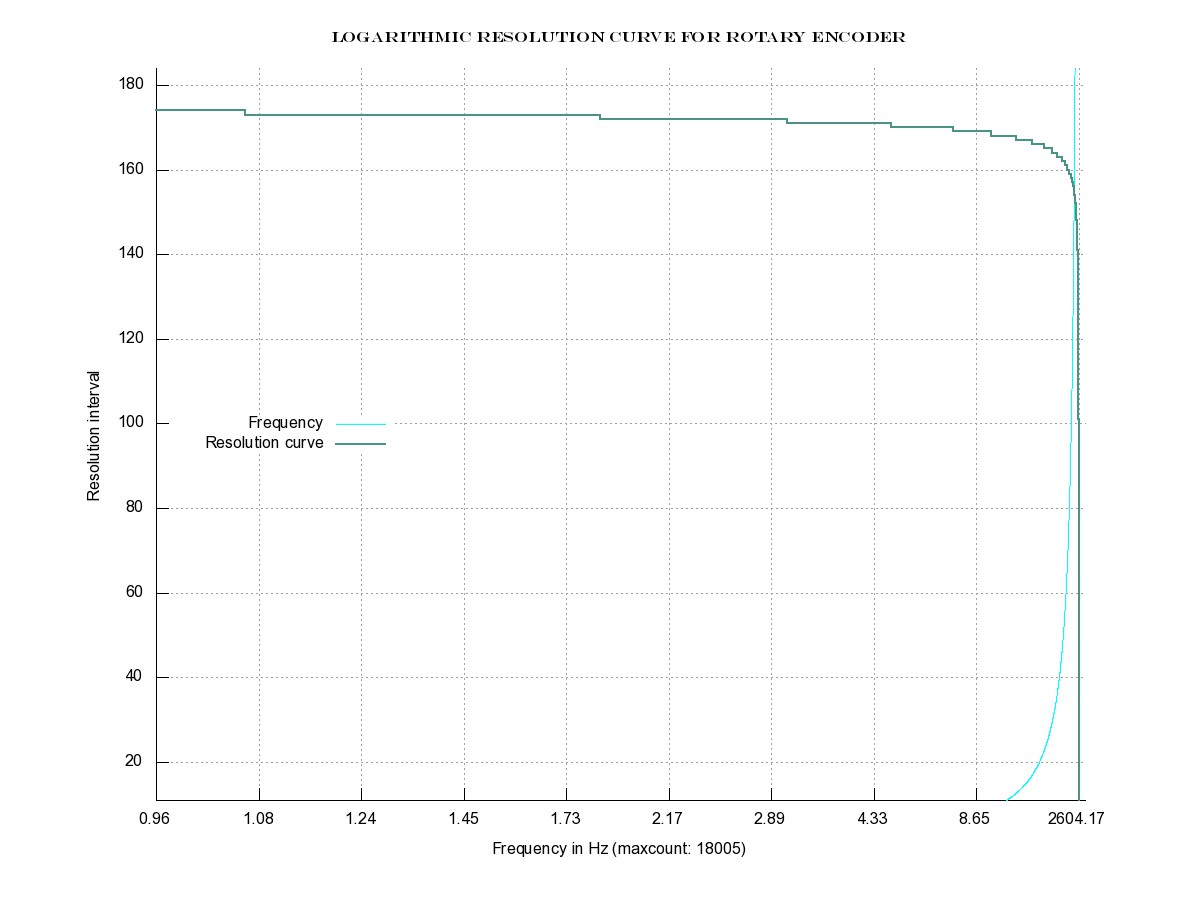 LOGARITHMIC RESOLUTION CURVE FOR ROTARY ENCODER
180
160
140
120
100
80
60
40
20
Resolution interval
Frequency
Resolution curve
0.96 1.08 1.24 1.45 1.73 2.17 2.89 4.33 8.65 2604.17
Frequency in Hz (maxcount: 18005)